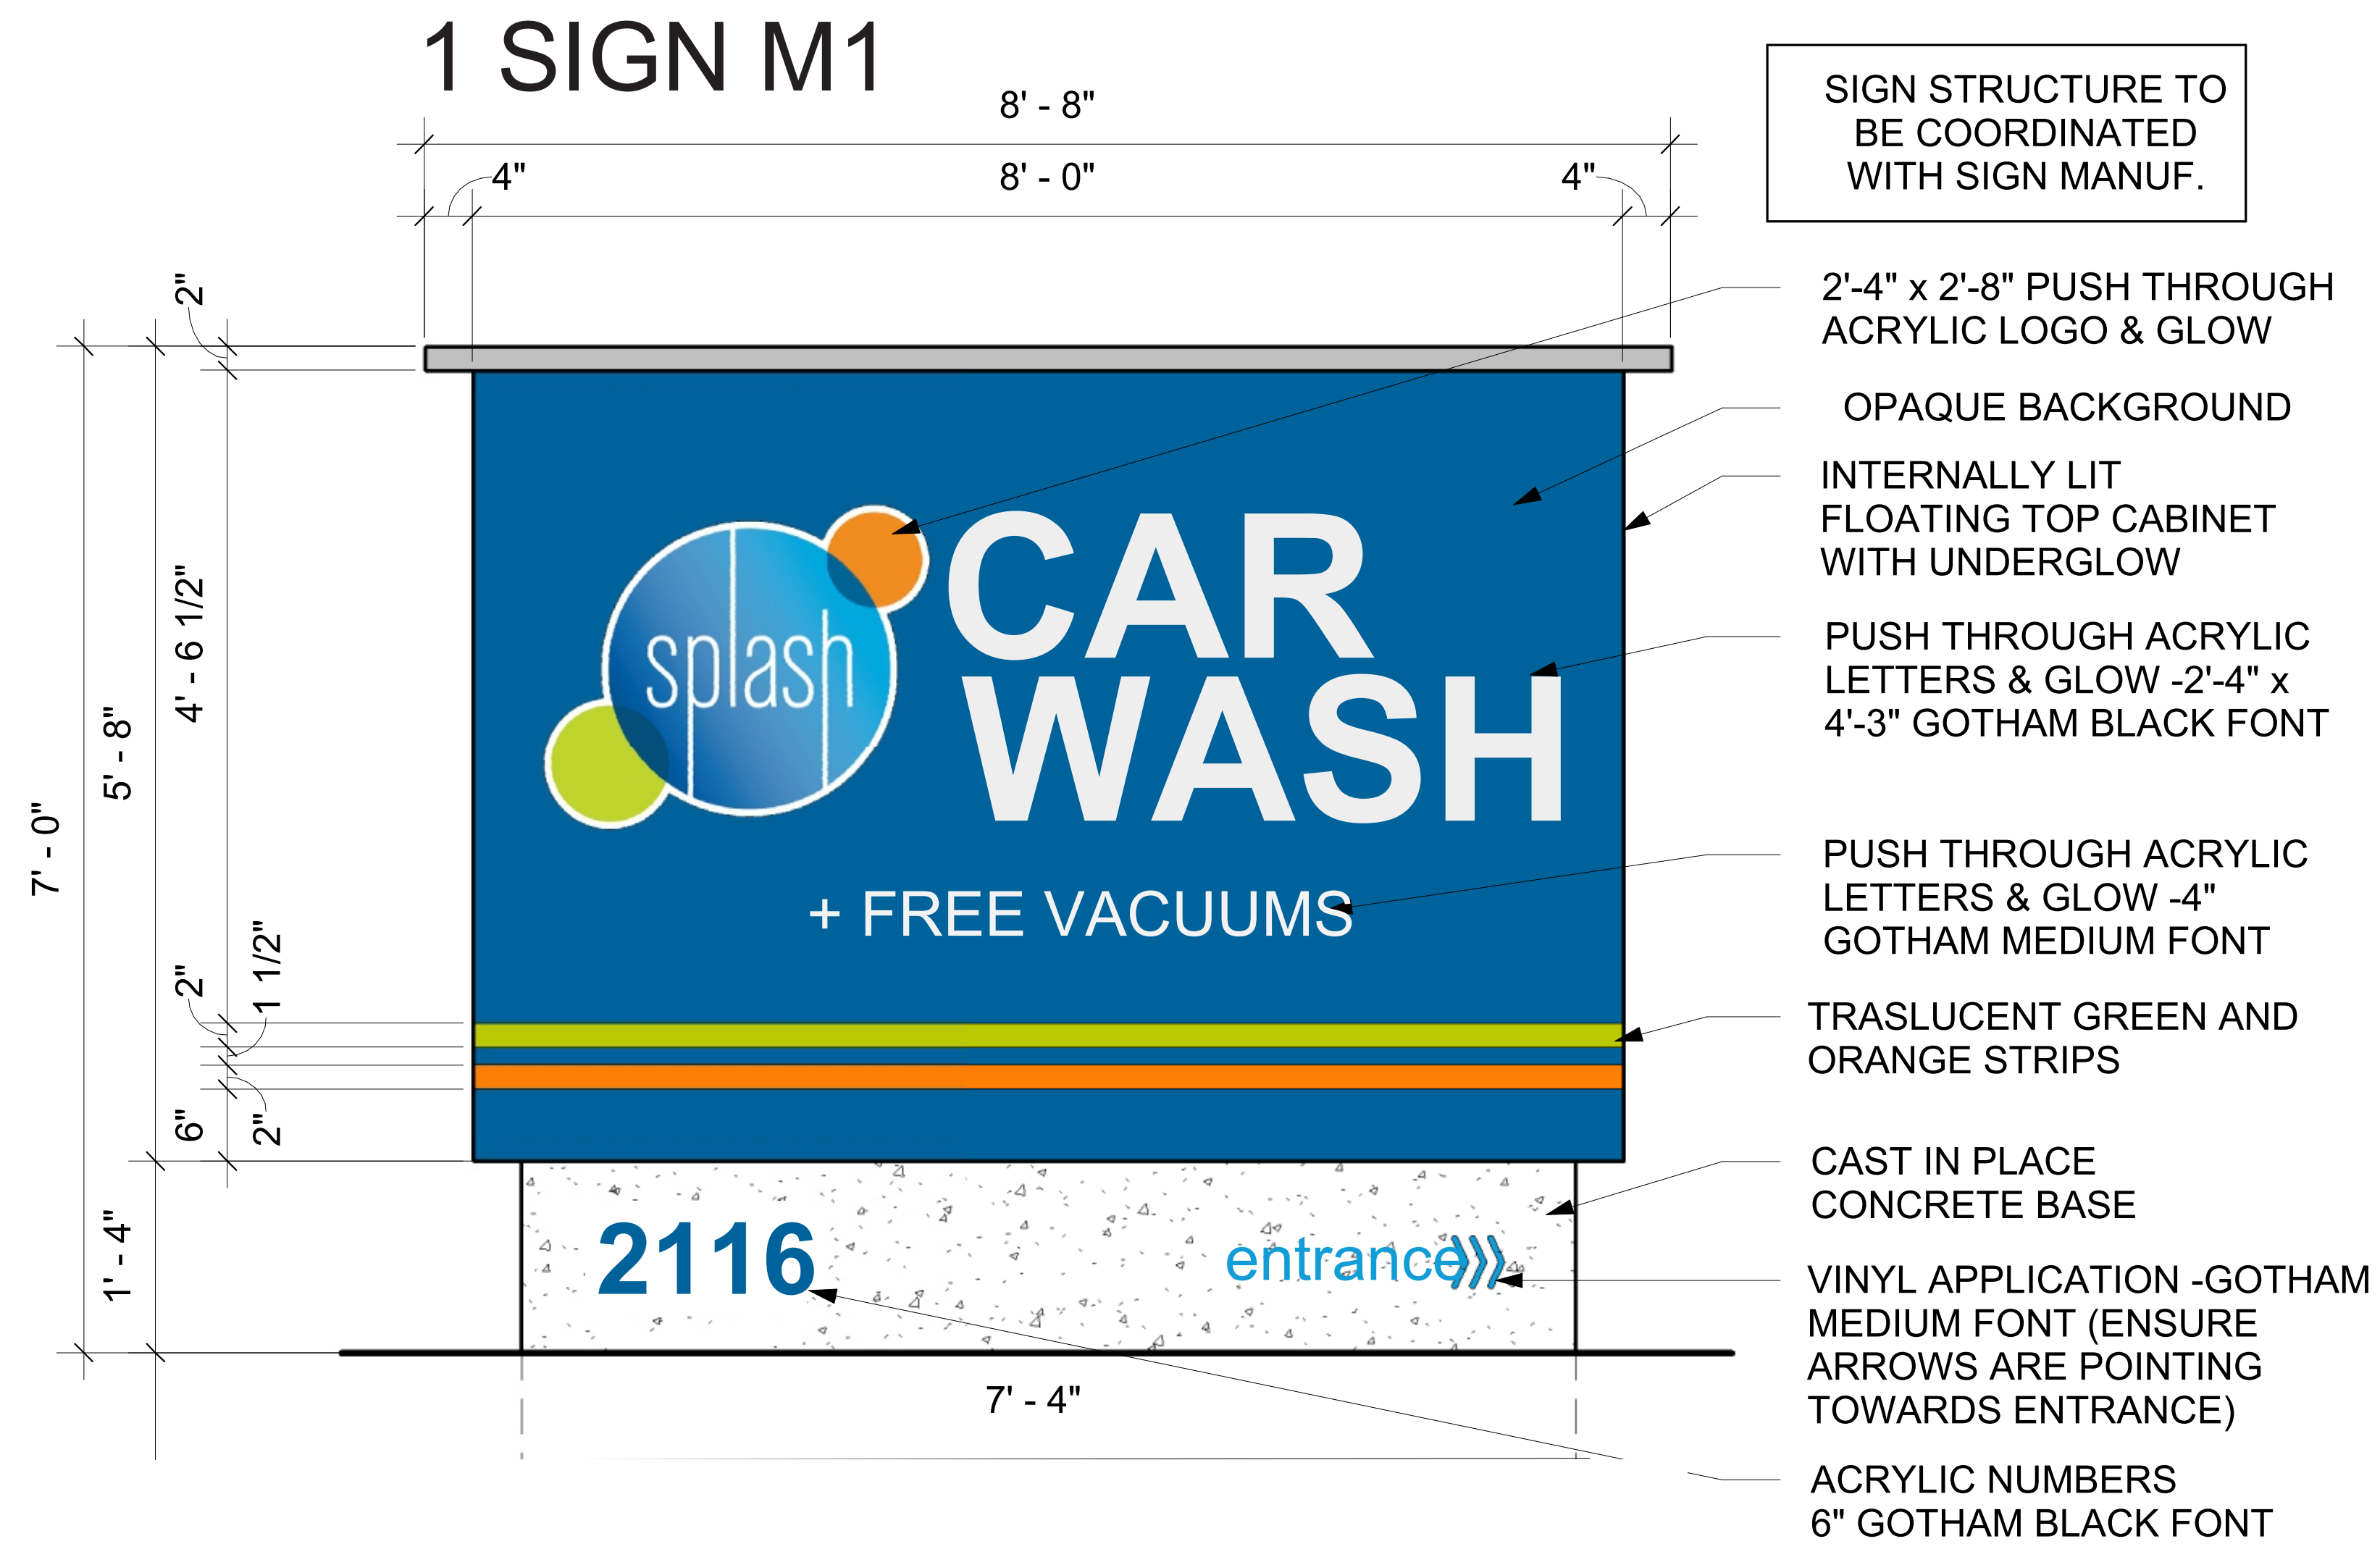 1 SIGN M1
8' - 8"
4"
8' - 0"
4"
SIGN STRUCTURE TO
BE COORDINATED
WITH SIGN MANUF.
2"
4' - 6 1/2"
5' - 8"
7' - 0"
2"
1 1/2"
6"
2"
1' - 4"
splash
CAR
WASH
+ FREE VACUUMS
2116
entrance
7' - 4"
2'-4" x 2'-8" PUSH THROUGH
ACRYLIC LOGO & GLOW
OPAQUE BACKGROUND
INTERNALLY LIT
FLOATING TOP CABINET
WITH UNDERGLOW
PUSH THROUGH ACRYLIC
LETTERS & GLOW -2'-4" x
4'-3" GOTHAM BLACK FONT
PUSH THROUGH ACRYLIC
LETTERS & GLOW -4"
GOTHAM MEDIUM FONT
TRASLUCENT GREEN AND
ORANGE STRIPS
CAST IN PLACE
CONCRETE BASE
VINYL APPLICATION -GOTHAM
MEDIUM FONT (ENSURE
ARROWS ARE POINTING
TOWARDS ENTRANCE)
ACRYLIC NUMBERS
6" GOTHAM BLACK FONT